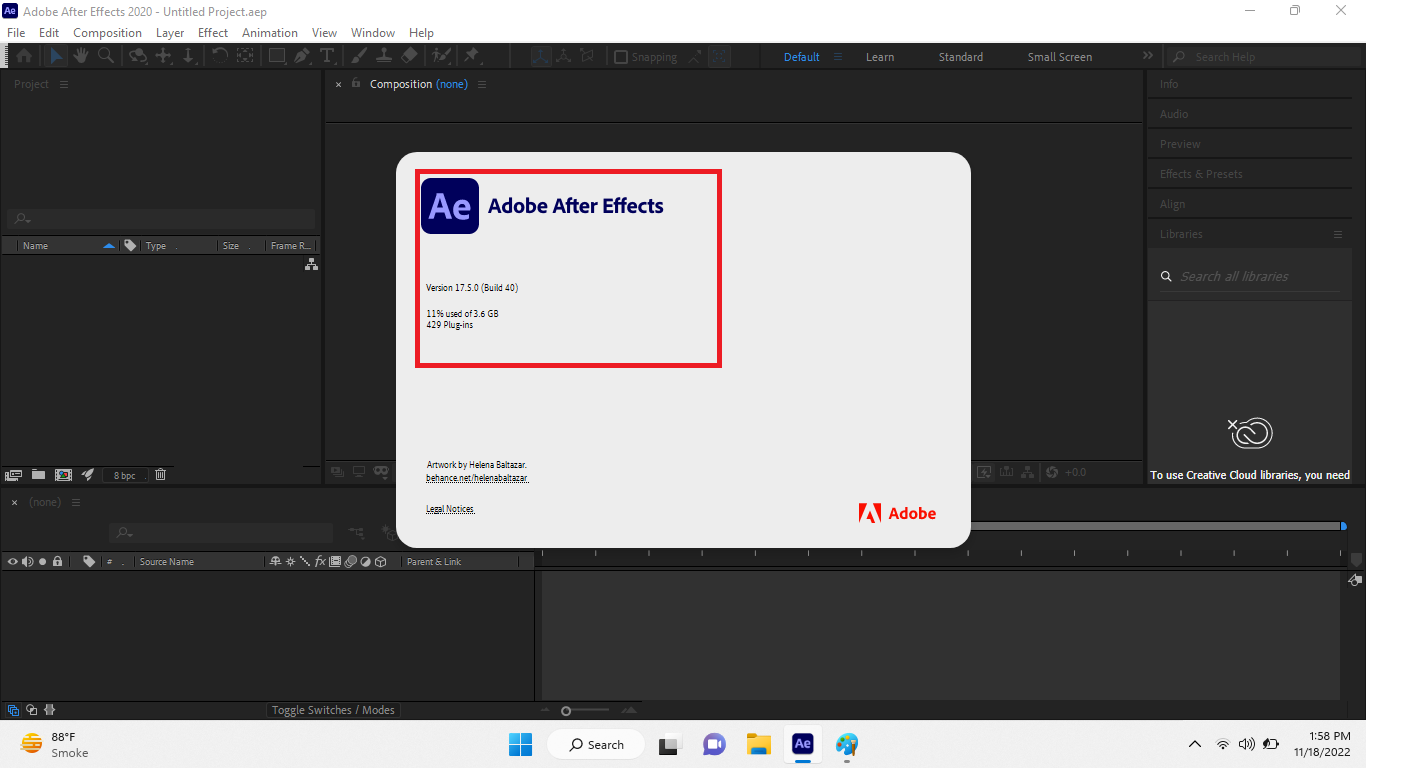 Ae Adobe After Effects 2020 - Untitled Project.aep
File Edit Composition Layer Effect Animation View Window Help
T Snapping Default Learn Standard Small Screen » Search Help
Project
× Composition (none)
Info
Audio
Preview
Effects & Presets
Align
Libraries
Search all libraries
To use Creative Cloud libraries, you need
Name Type . Size . Frame R...
8 bpc .
Ae Adobe After Effects
Version 17.5.0 (Build 40)
11% used of 3.6 GB
429 Plug-ins
Artwork by Helena Baltazar.
behance.net/helenabaltazar
Legal Notices
Adobe
+0.0
× (none)
# . Source Name fx Parent & Link
Toggle Switches / Modes
88°F
Smoke
Search
Ae
1:58 PM
11/18/2022